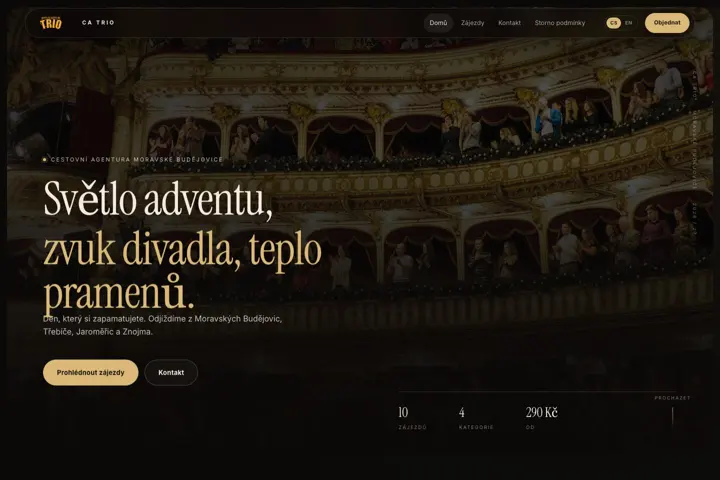 TRIO
CA TRIO
Domů
Zájezdy
Kontakt
Storno podmínky
CS
EN
Objednat
CESTOVNÍ AGENTURA MORAVSKÉ BUDĚJOVICE
Světlo adventu,
zvuk divadla, teplo
pramenů.
Den, který si zapamatujete. Odjíždíme z Moravských Budějovic,
Třebíče, Jaroměřic a Znojma.
Prohlédnout zájezdy
Kontakt
10
ZÁJEZDŮ
4
KATEGORIE
290 Kč
OD
PROCHÁZET